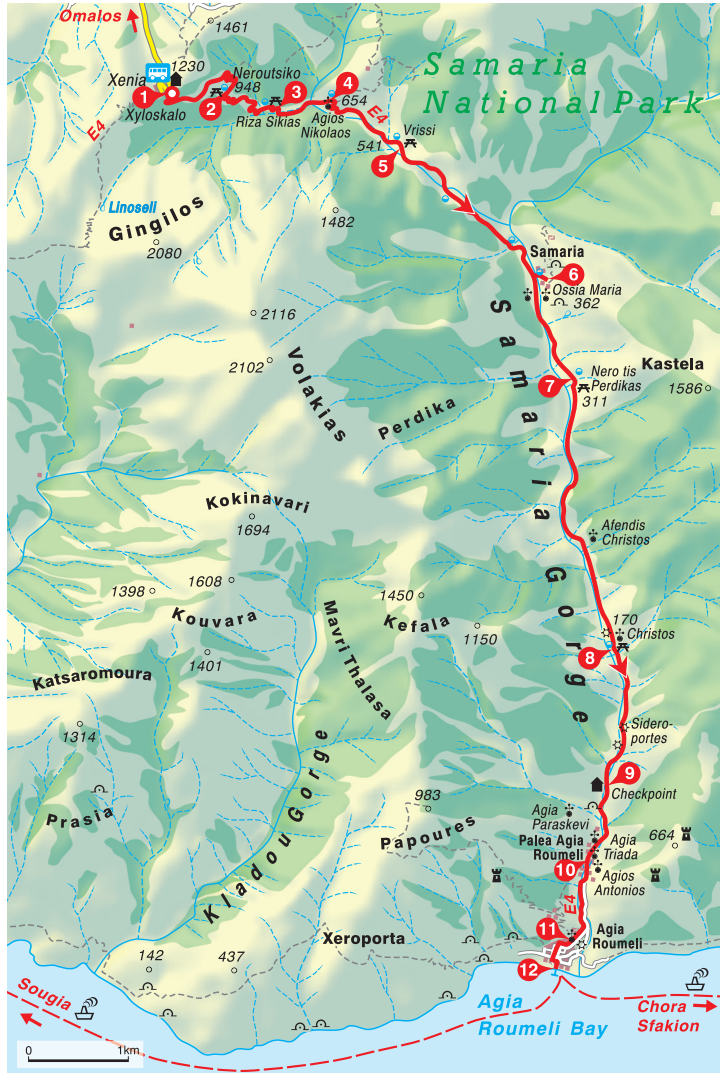 Omalos
1461
1230
Xenia
Neroutsiko
948
1
2
3
4
654
Xyloskalo
Riza Sikias
Agios
Nikolaos
E4
E4
Samaria
National Park
Vrissi
541
5
Linoseli
Gingilos
2080
1482
Samaria
6
Ossia Maria
362
2116
2102
Volakias
Perdika
Samaria Gorge
7
Nero tis
Perdikas
311
Kastela
1586
Kokinavari
1694
Afendis
Christos
1398
1608
Kouvara
1401
1450
Kefala
1150
170
Christos
8
Mavri Thalasa
Katsaromoura
1314
Sidero-
portes
9
Checkpoint
Prasia
Kladou Gorge
983
Papoures
Agia
Paraskevi
Palea Agia
Roumeli
Agia
Triada
664
10
Agios
Antonios
E4
11
Agia
Roumeli
Xeroporta
142
437
12
Sougia
Agia
Roumeli Bay
Chora
Sfakion
0
1km